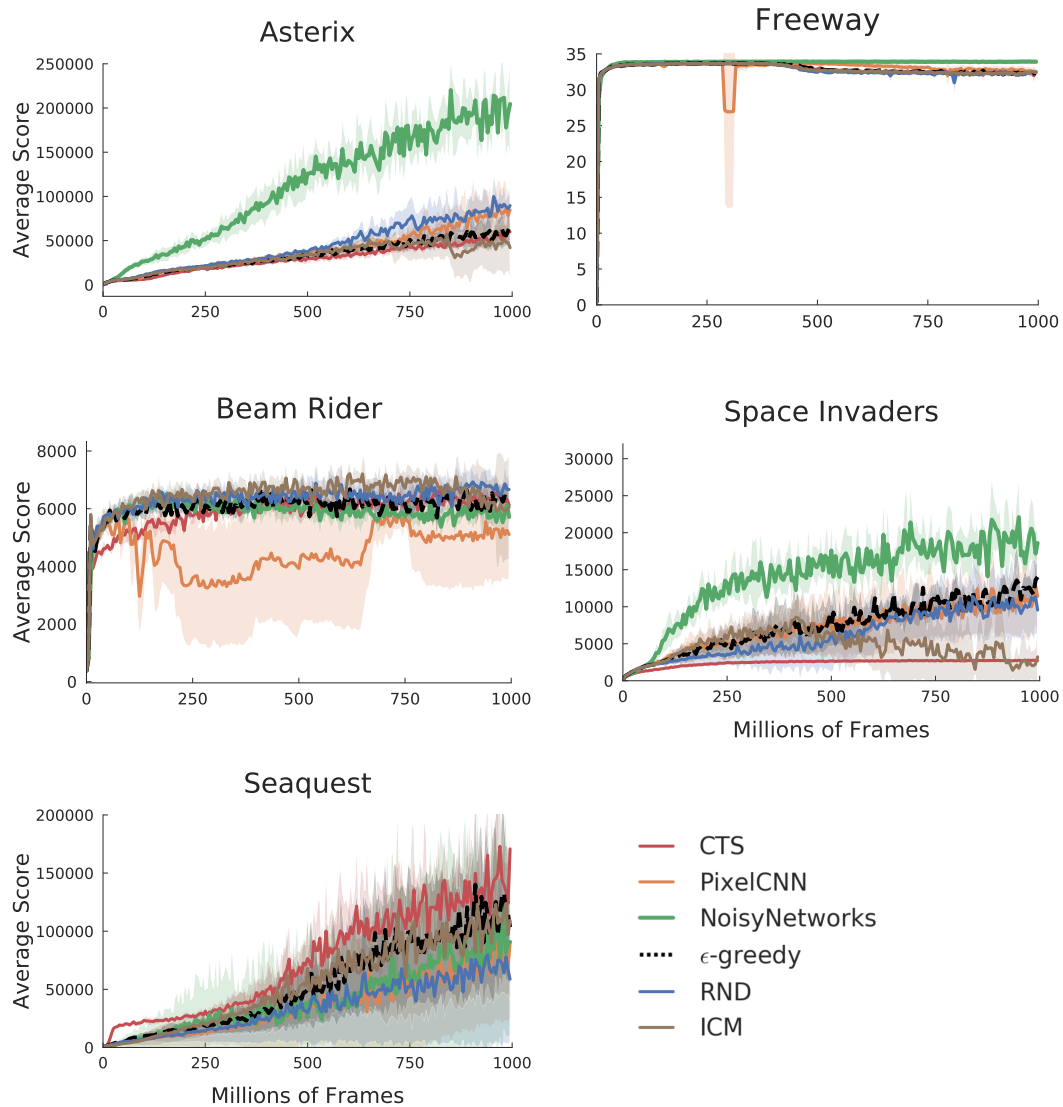 Asterix
Average Score
250000
200000
150000
100000
50000
0
0 250 500 750 1000
Freeway
35
30
25
20
15
10
5
0
0 250 500 750 1000
Beam Rider
Average Score
8000
6000
4000
2000
0
0 250 500 750 1000
Space Invaders
30000
25000
20000
15000
10000
5000
0
0 250 500 750 1000
Millions of Frames
Seaquest
Average Score
200000
150000
100000
50000
0
0 250 500 750 1000
Millions of Frames
CTS
PixelCNN
NoisyNetworks
ϵ-greedy
RND
ICM